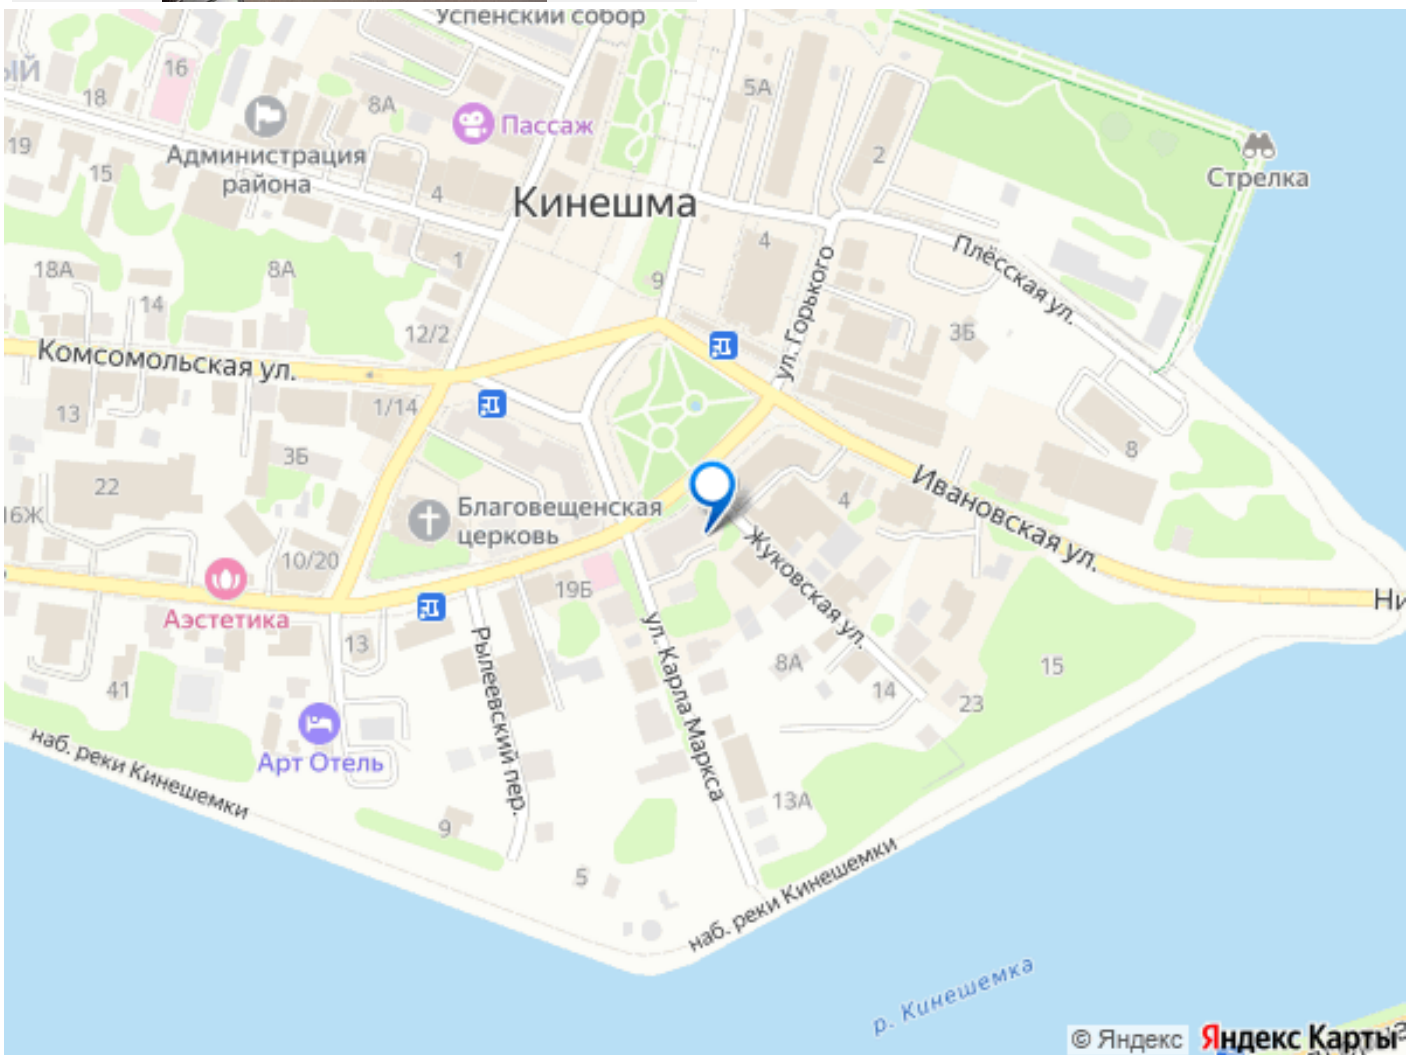 Успенский собор
ый
16
18
8А
5А
Пассаж
19
Администрация
района
15
2
Стрелка
4
Кинешма
4
Плёсская ул.
1
18А
8А
9
ул. Горького
14
12/2
3Б
Комсомольская ул.
13
1/14
8
3Б
22
4
Ивановская ул.
16Ж
Благовещенская
церковь
Жуковская ул.
10/20
19Б
Аэстетика
Ни
13
ул. Карла Маркса
Рылеевский пер.
8А
15
41
14
23
Арт Отель
наб. реки Кинешемки
13А
9
5
наб. реки Кинешемки
р. Кинешемка
© Яндекс
Яндекс Карты